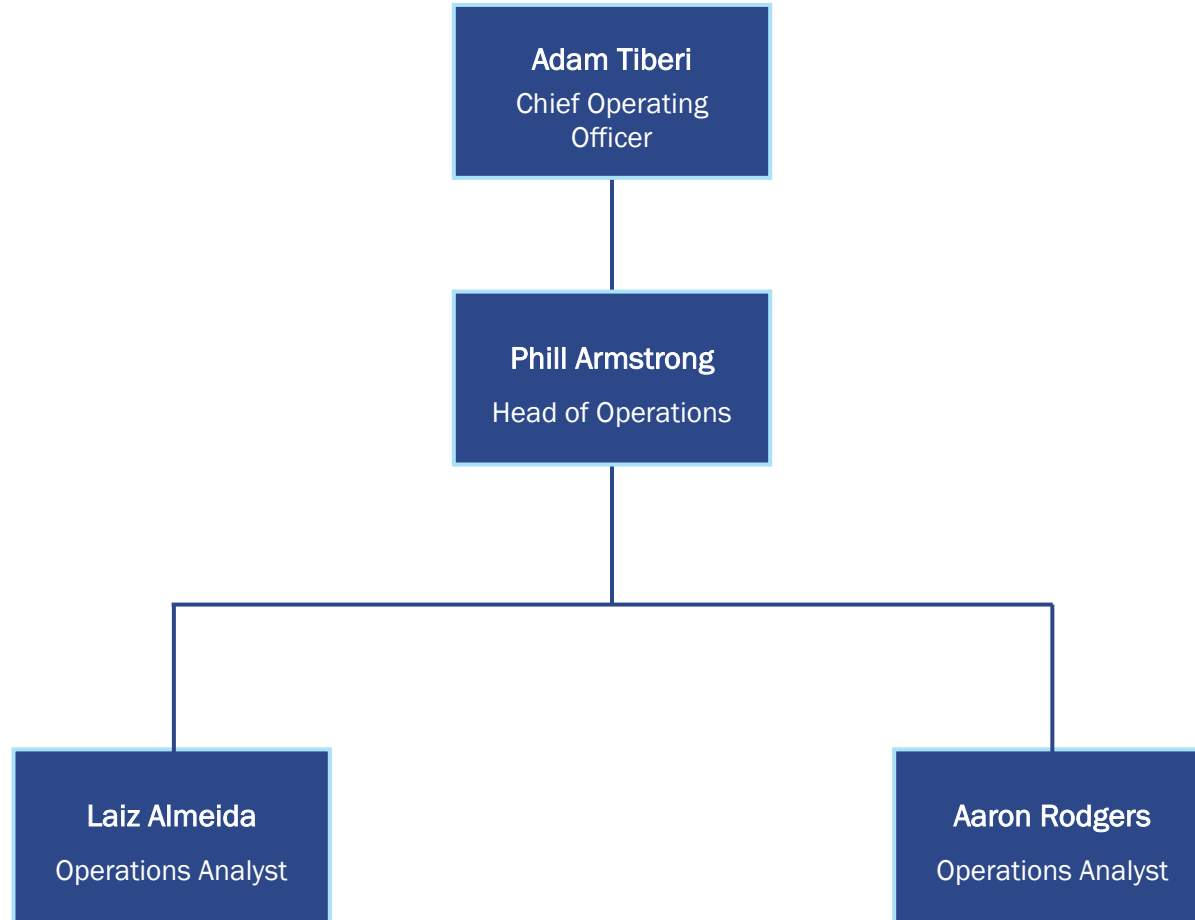 Adam Tiberi
Chief Operating
Officer
Phill Armstrong
Head of Operations
Laiz Almeida
Operations Analyst
Aaron Rodgers
Operations Analyst